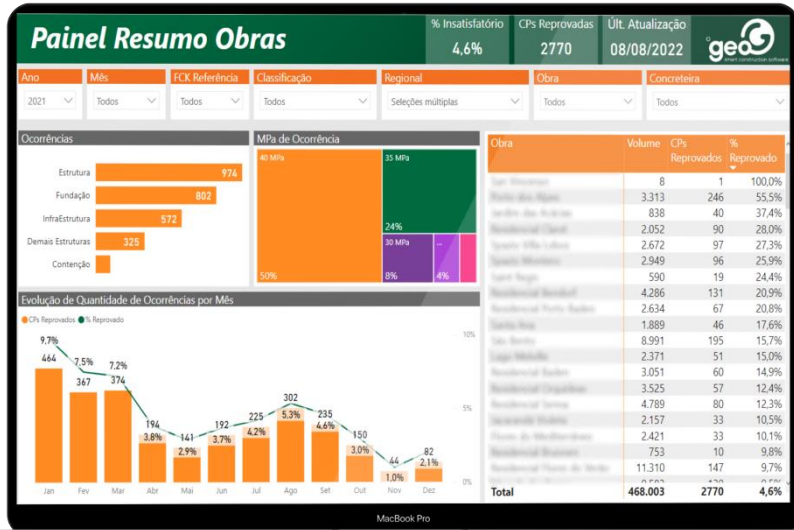 Painel Resumo Obras
% Insatisfatório
4,6%
CPs Reprovadas
2770
Últ. Atualização
08/08/2022
geo
smart construction software
Ano
2021
Mês
Todos
FCK Referência
Todos
Classificação
Todos
Regional
Seleções múltiplas
Obra
Todos
Concreteira
Todos
Ocorrências
Estrutura 974
Fundação 802
InfraEstrutura 572
Demais Estruturas 325
Contenção
MPa de Ocorrência
40 MPa
50%
35 MPa
24%
30 MPa
8%
...
4%
Evolução de Quantidade de Ocorrências por Mês
CPs Reprovados % Reprovado
10%
5%
0%
9,7%
464
7,5%
367
7,2%
374
194
3.8%
141
2.9%
192
3.7%
225
4.2%
302
5.3%
235
4,6%
150
3.0%
44
1.0%
82
2.1%
Jan Fev Mar Abr Mai Jun Jul Ago Set Out Nov Dez
Obra Volume CPs Reprovados % Reprovado
8 1 100,0%
3.313 246 55,5%
838 40 37,4%
2.052 90 28,0%
2.672 97 27,3%
2.949 96 25,9%
590 19 24,4%
4.286 131 20,9%
2.634 67 20,8%
1.889 46 17,6%
8.991 195 15,7%
2.371 51 15,0%
3.051 60 14,9%
3.525 57 12,4%
4.789 80 12,3%
2.157 33 10,5%
2.421 33 10,1%
753 10 9,8%
11.310 147 9,7%
Total 468.003 2770 4,6%
MacBook Pro